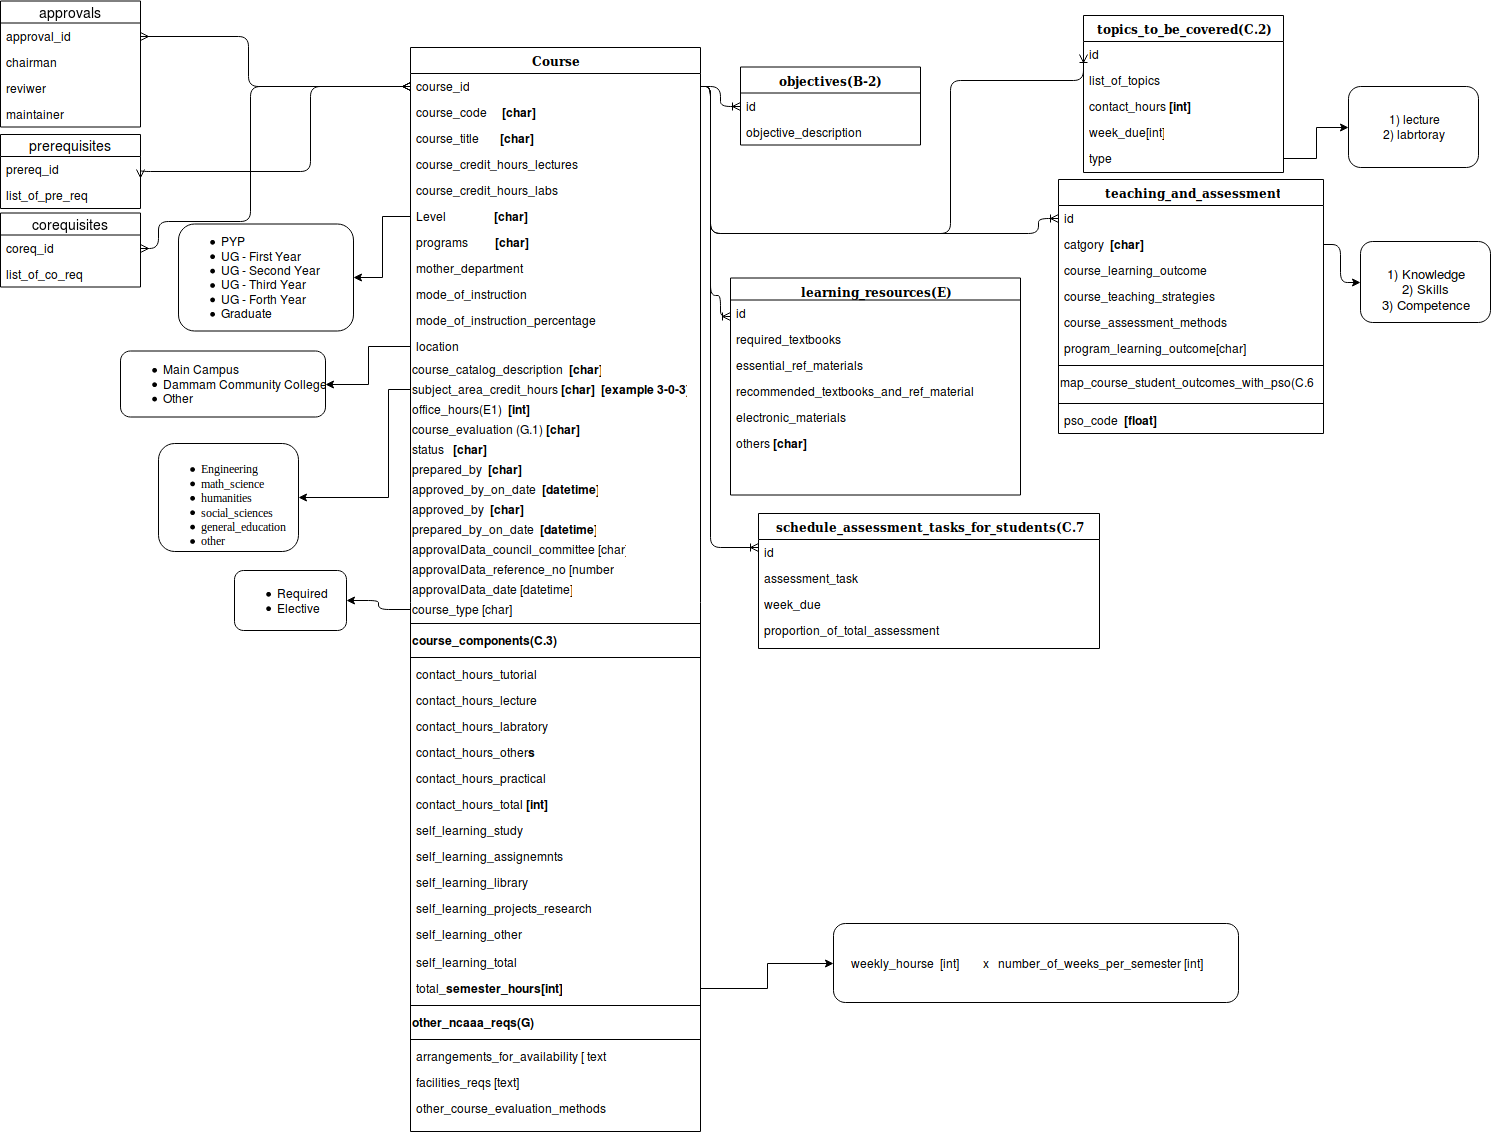 approvals
approval_id
chairman
reviwer
maintainer
prerequisites
prereq_id
list_of_pre_req
corequisites
coreq_id
list_of_co_req
PYP
UG - First Year
UG - Second Year
UG - Third Year
UG - Forth Year
Graduate
Main Campus
Dammam Community College
Other
Engineering
math_science
humanities
social_sciences
general_education
other
Required
Elective
Course
course_id
course_code [char]
course_title [char]
course_credit_hours_lectures
course_credit_hours_labs
Level [char]
programs [char]
mother_department
mode_of_instruction
mode_of_instruction_percentage
location
course_catalog_description [char]
subject_area_credit_hours [char] [example 3-0-3]
office_hours(E1) [int]
course_evaluation (G.1) [char]
status [char]
prepared_by [char]
approved_by_on_date [datetime]
approved_by [char]
prepared_by_on_date [datetime]
approvalData_council_committee [char]
approvalData_reference_no [number
approvalData_date [datetime]
course_type [char]
course_components(C.3)
contact_hours_tutorial
contact_hours_lecture
contact_hours_labratory
contact_hours_others
contact_hours_practical
contact_hours_total [int]
self_learning_study
self_learning_assignemnts
self_learning_library
self_learning_projects_research
self_learning_other
self_learning_total
total_semester_hours[int]
other_ncaaa_reqs(G)
arrangements_for_availability [ text
facilities_reqs [text]
other_course_evaluation_methods
objectives(B-2)
id
objective_description
learning_resources(E)
id
required_textbooks
essential_ref_materials
recommended_textbooks_and_ref_material
electronic_materials
others [char]
schedule_assessment_tasks_for_students(C.7
id
assessment_task
week_due
proportion_of_total_assessment
topics_to_be_covered(C.2)
id
list_of_topics
contact_hours [int]
week_due[int]
type
1) lecture
2) labrtoray
teaching_and_assessment
id
catgory [char]
course_learning_outcome
course_teaching_strategies
course_assessment_methods
program_learning_outcome[char]
map_course_student_outcomes_with_pso(C.6
pso_code [float]
1) Knowledge
2) Skills
3) Competence
weekly_hourse [int] x number_of_weeks_per_semester [int]